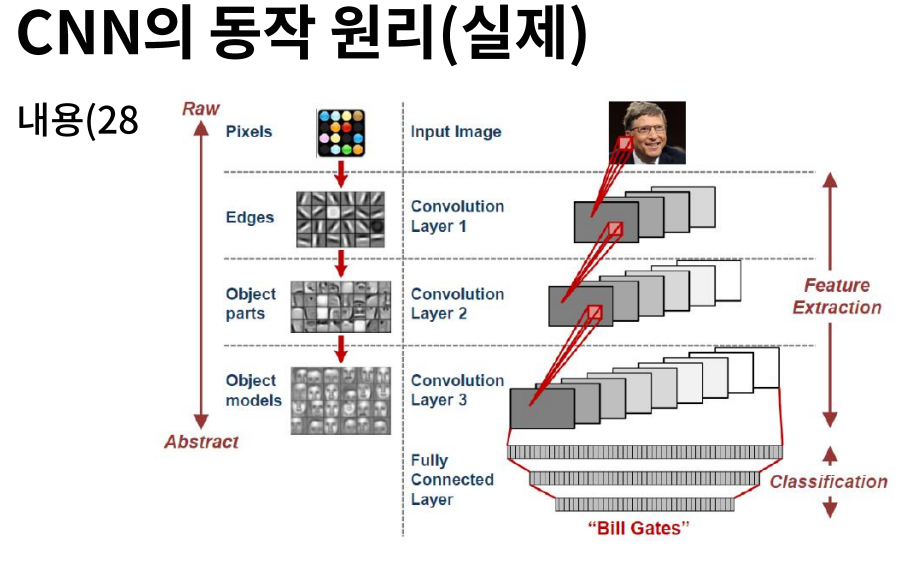 CNN의 동작 원리(실제)
내용(28
Raw
Pixels
Input Image
Edges
Convolution
Layer 1
Object
parts
Convolution
Layer 2
Feature
Extraction
Object
models
Convolution
Layer 3
Abstract
Fully
Connected
Layer
Classification
“Bill Gates”